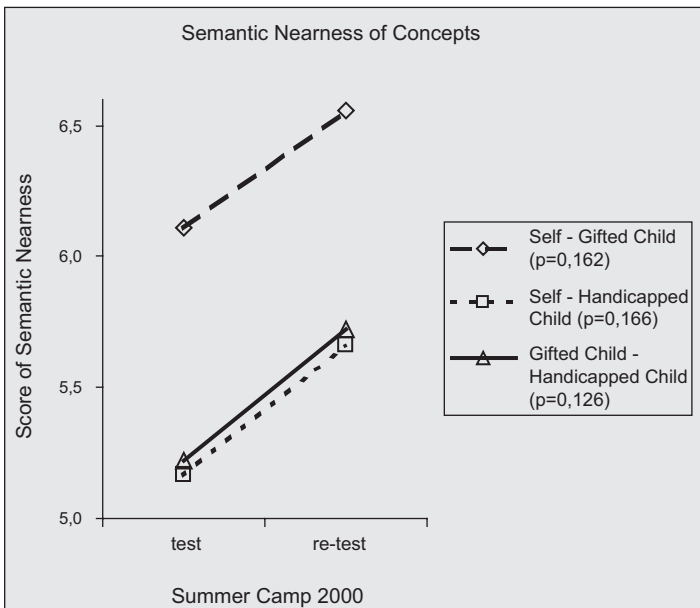 Semantic Nearness of Concepts
Score of Semantic Nearness
6,5
6,0
5,5
5,0
test
re-test
Summer Camp 2000
Self - Gifted Child
(p=0,162)
Self - Handicapped
Child (p=0,166)
Gifted Child -
Handicapped Child
(p=0,126)